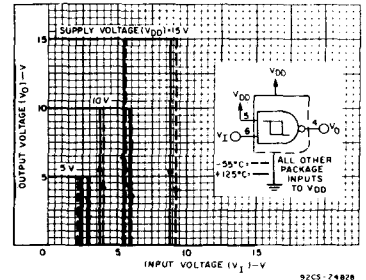 SUPPLY VOLTAGE (VDD)=15 V
15
10 V
10
5 V
5
0
5
10
15
OUTPUT VOLTAGE (VO)—V
INPUT VOLTAGE (VI)—V
VDD
VDD
5
6
4
VI
VO
-55°C= ---
+125°C= —
ALL OTHER
PACKAGE
INPUTS
TO VDD
92CS-24828